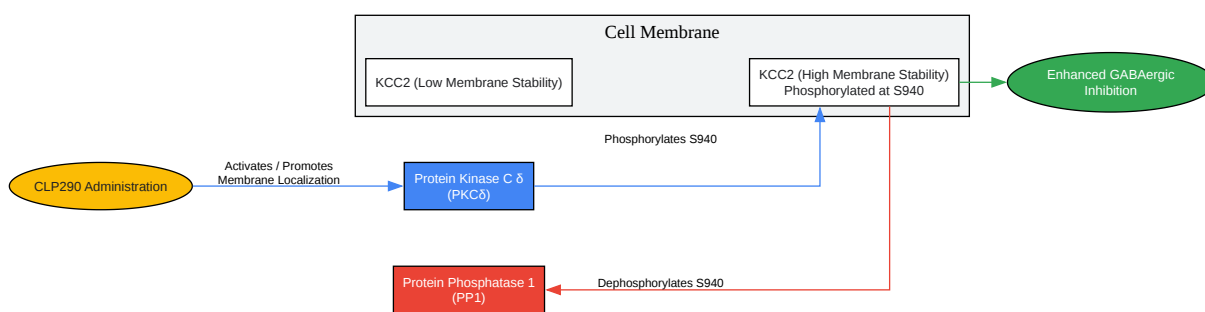 Cell Membrane
KCC2 (Low Membrane Stability)
KCC2 (High Membrane Stability)
Phosphorylated at S940
Enhanced GABAergic
Inhibition
Phosphorylates S940
Activates / Promotes
Membrane Localization
CLP290 Administration
Protein Kinase C δ
(PKCδ)
Protein Phosphatase 1
(PP1)
Dephosphorylates S940